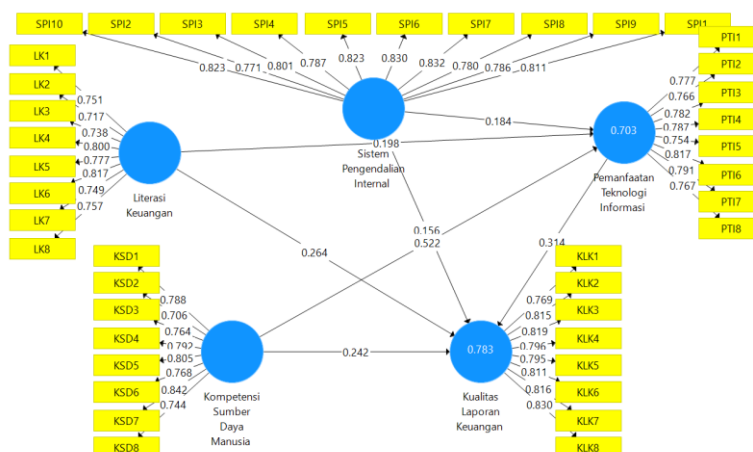 SPI10 SPI2 SPI3 SPI4 SPI5 SPI6 SPI7 SPI8 SPI9 SPI1
0.823 0.771 0.801 0.787 0.823 0.830 0.832 0.780 0.786 0.811
LK1
LK2
LK3
LK4
LK5
LK6
LK7
LK8
0.751
0.717
0.738
0.800
0.777
0.817
0.749
0.757
Literasi
Keuangan
Sistem
Pengendalian
Internal
0.184
0.198
0.703
Pemanfaatan
Teknologi
Informasi
0.777
0.766
0.782
0.787
0.754
0.817
0.791
0.767
PTI1
PTI2
PTI3
PTI4
PTI5
PTI6
PTI7
PTI8
0.156
0.522
0.264
0.314
0.242
KSD1
KSD2
KSD3
KSD4
KSD5
KSD6
KSD7
KSD8
0.788
0.706
0.764
0.792
0.805
0.768
0.842
0.744
Kompetensi
Sumber
Daya
Manusia
0.783
Kualitas
Laporan
Keuangan
0.769
0.815
0.819
0.796
0.795
0.811
0.816
0.830
KLK1
KLK2
KLK3
KLK4
KLK5
KLK6
KLK7
KLK8